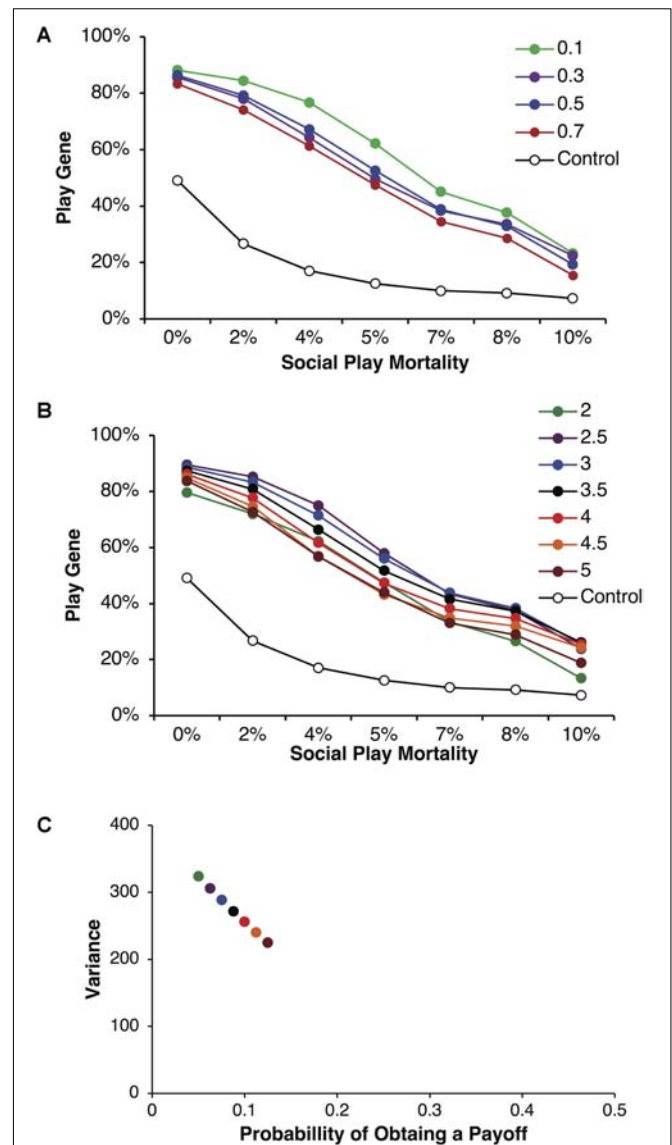 A
100%
80%
60%
40%
20%
0%
Play Gene
0% 2% 4% 5% 7% 8% 10%
Social Play Mortality
0.1
0.3
0.5
0.7
Control
B
100%
80%
60%
40%
20%
0%
Play Gene
0% 2% 4% 5% 7% 8% 10%
Social Play Mortality
2
2.5
3
3.5
4
4.5
5
Control
C
400
300
200
100
0
Variance
0 0.1 0.2 0.3 0.4 0.5
Probabillity of Obtaing a Payoff